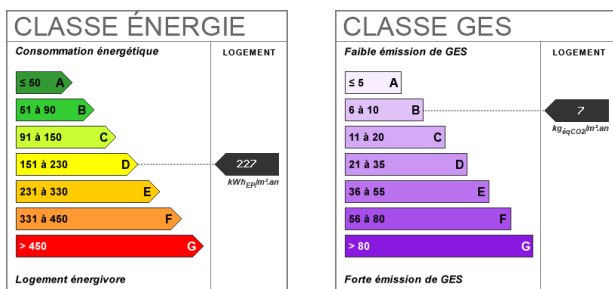 CLASSE ÉNERGIE
Consommation énergétique
LOGEMENT
≤ 50 A
51 à 90 B
91 à 150 C
151 à 230 D
227
kWhEP/m².an
231 à 330 E
331 à 450 F
> 450 G
Logement énergivore
CLASSE GES
Faible émission de GES
LOGEMENT
≤ 5 A
6 à 10 B
7
kgéqCO2/m².an
11 à 20 C
21 à 35 D
36 à 55 E
56 à 80 F
> 80 G
Forte émission de GES